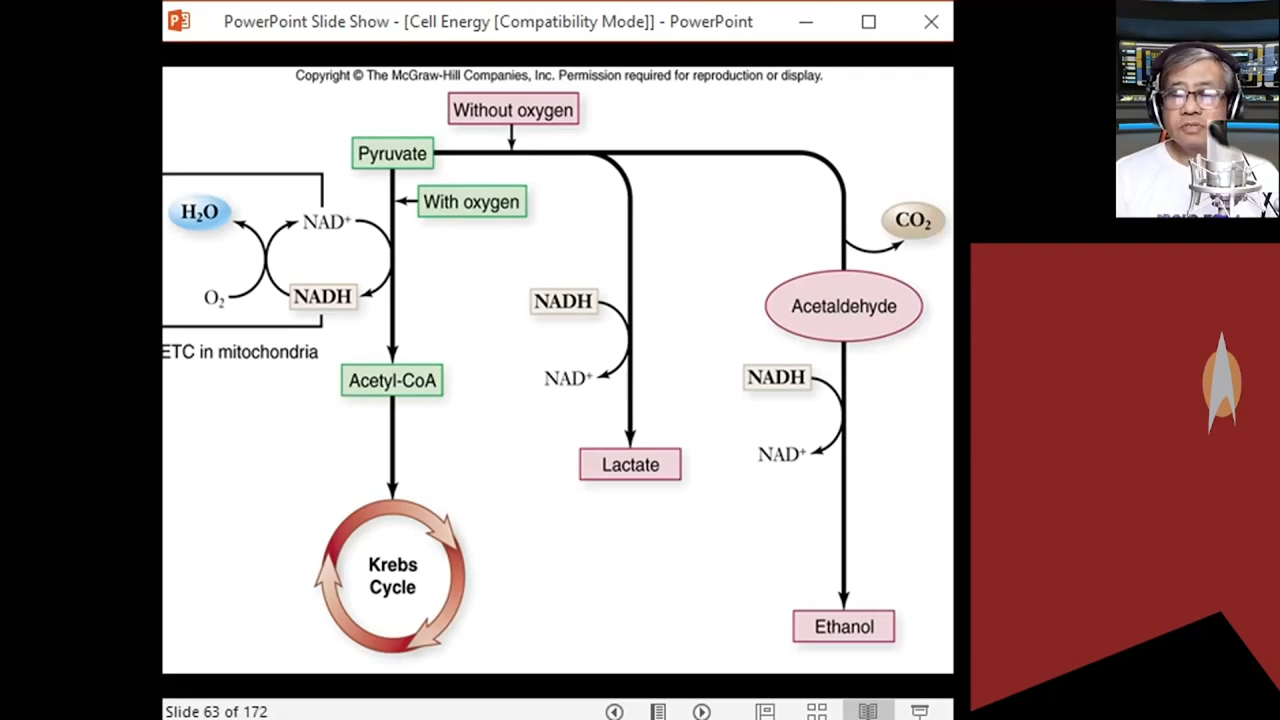 PowerPoint Slide Show - [Cell Energy [Compatibility Mode]] - PowerPoint
Copyright © The McGraw-Hill Companies, Inc. Permission required for reproduction or display.
Without oxygen
Pyruvate
With oxygen
H₂O
NAD⁺
CO₂
O₂
NADH
NADH
Acetaldehyde
ETC in mitochondria
Acetyl-CoA
NAD⁺
NADH
NAD⁺
Lactate
Krebs
Cycle
Ethanol
Slide 63 of 172